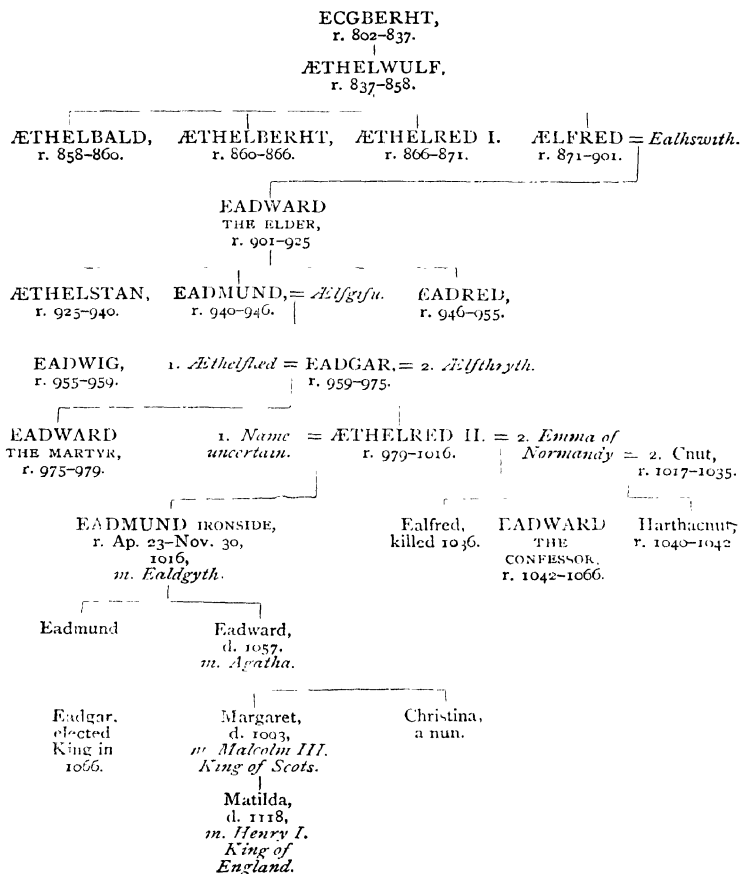 ECGBERHT,
r. 802–837.
ÆTHELWULF,
r. 837–858.
ÆTHELBALD,
r. 858–860.
ÆTHELBERHT,
r. 860–866.
ÆTHELRED I.
r. 866–871.
ÆLFRED = Ealhswith.
r. 871–901.
EADWARD
THE ELDER,
r. 901–925
ÆTHELSTAN,
r. 925–940.
EADMUND, = Ælfgifu.
r. 940–946.
EADRED,
r. 946–955.
EADWIG,
r. 955–959.
1. Æthelflæd = EADGAR, = 2. Ælfthryth.
r. 959–975.
EADWARD
THE MARTYR,
r. 975–979.
1. Name
uncertain.
= ÆTHELRED II. =
r. 979–1016.
2. Emma of
Normandy = 2. Cnut,
r. 1017–1035.
EADMUND IRONSIDE,
r. Ap. 23–Nov. 30,
1016,
m. Ealdgyth.
Ealfred,
killed 1036.
EADWARD
THE
CONFESSOR,
r. 1042–1066.
Harthacnut,
r. 1040–1042
Eadmund
Eadward,
d. 1057.
m. Agatha.
Eadgar,
elected
King in
1066.
Margaret,
d. 1093,
m. Malcolm III.
King of Scots.
Christina,
a nun.
Matilda,
d. 1118,
m. Henry I.
King of
England.